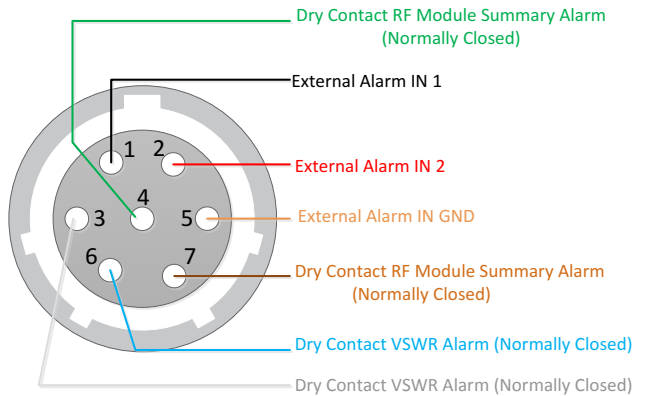 Dry Contact RF Module Summary Alarm
(Normally Closed)
External Alarm IN 1
1
2
External Alarm IN 2
4
3
5
External Alarm IN GND
6
7
Dry Contact RF Module Summary Alarm
(Normally Closed)
Dry Contact VSWR Alarm (Normally Closed)
Dry Contact VSWR Alarm (Normally Closed)